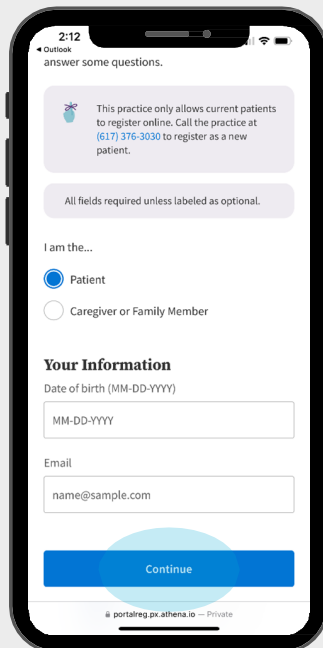 2:12
◀ Outlook
answer some questions.
This practice only allows current patients
to register online. Call the practice at
(617) 376-3030 to register as a new
patient.
All fields required unless labeled as optional.
I am the...
Patient
Caregiver or Family Member
Your Information
Date of birth (MM-DD-YYYY)
MM-DD-YYYY
Email
name@sample.com
Continue
portalreg.px.athena.io — Private